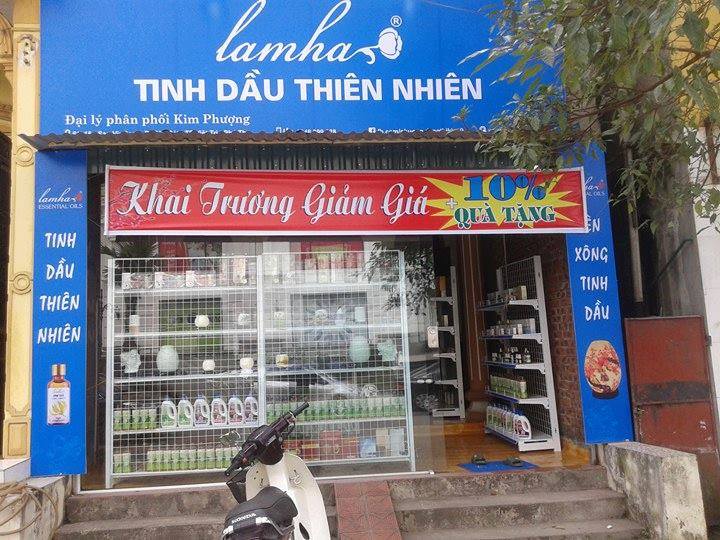 lamha ®
TINH DẦU THIÊN NHIÊN
Đại lý phân phối Kim Phượng
Khai Trương Giảm Giá
10%
+ QUÀ TẶNG
lamha
ESSENTIAL OILS
TINH
DẦU
THIÊN
NHIÊN
lamha
XÔNG
TINH
DẦU